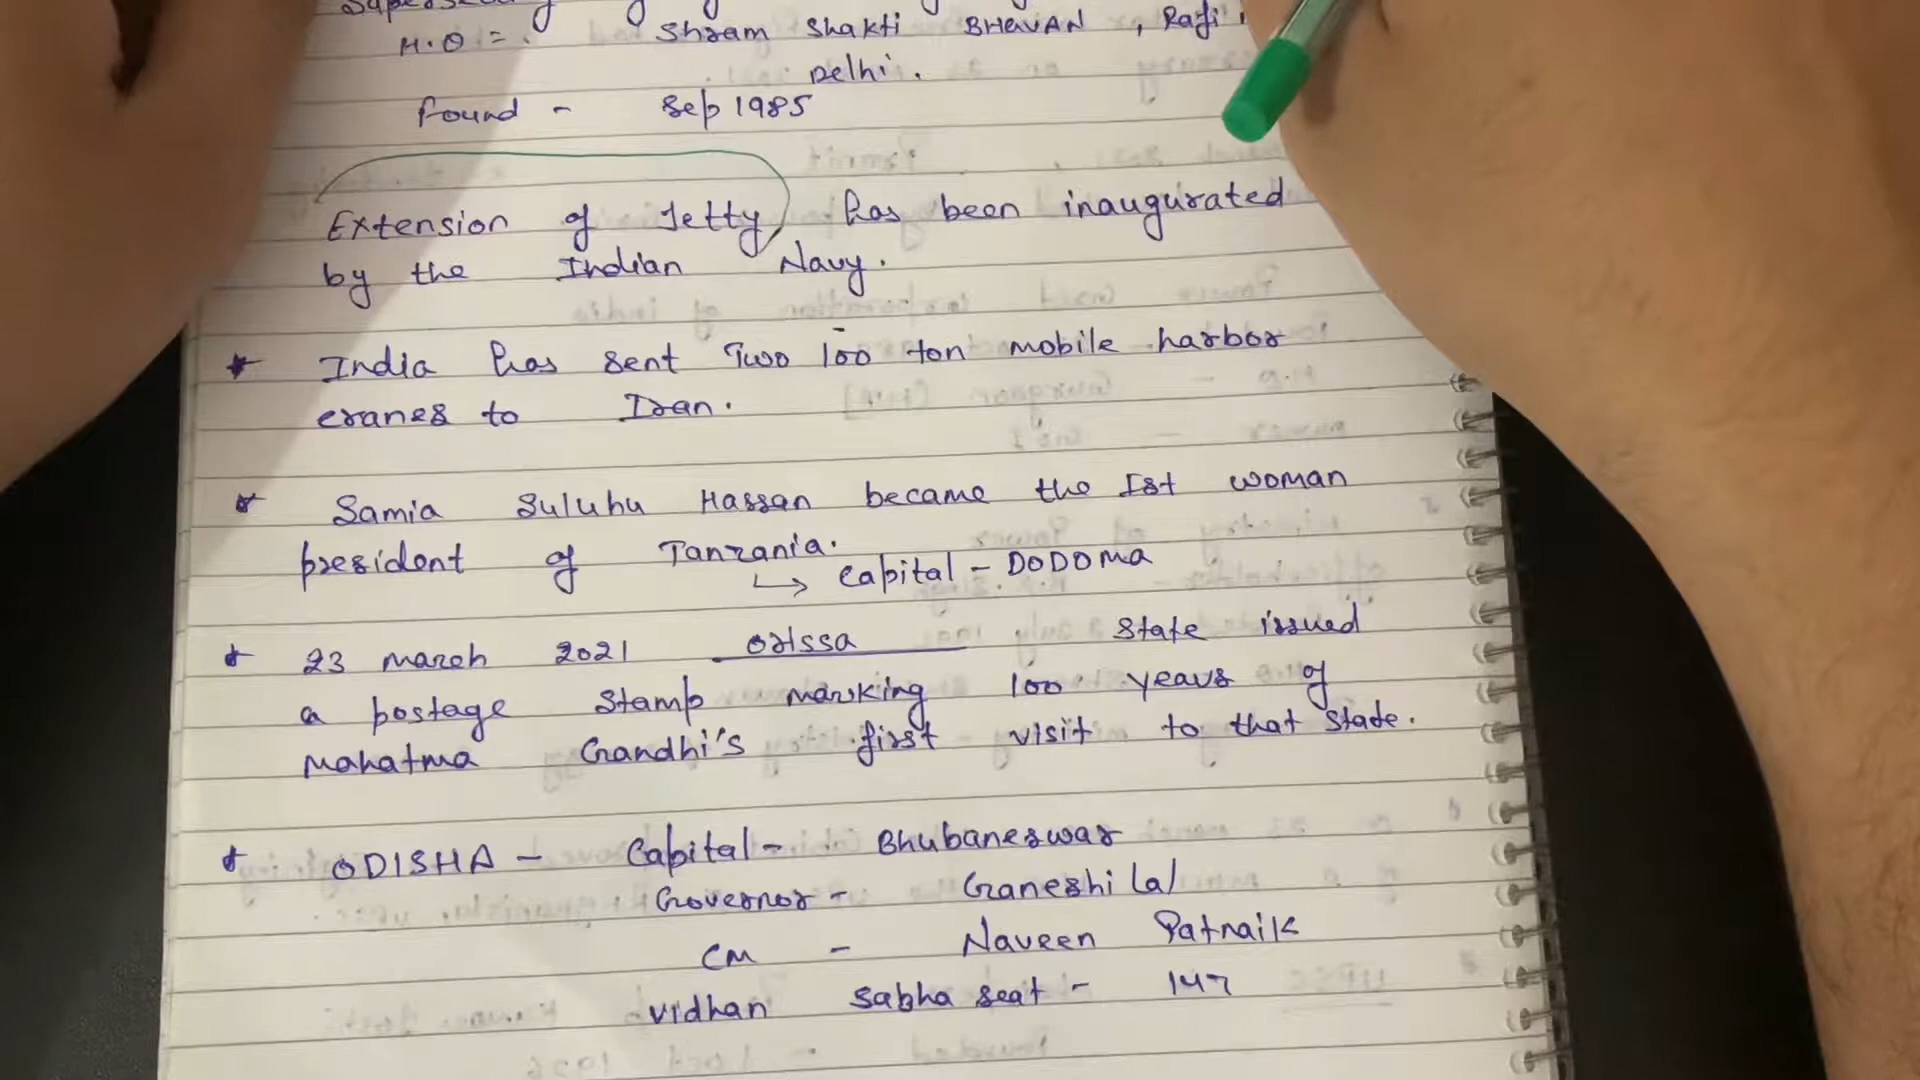 H.O = Shram Shakti BHAVAN , Rafi
Delhi.
Found - Sep 1985
Extension of Jetty has been inaugurated
by the Indian Navy.
* India has sent Two 100 ton mobile harbor
cranes to Iran.
* Samia Suluhu Hassan became the Ist woman
president of Tanzania.
↳ Capital - DODOMA
* 23 march 2021 Orissa State issued
a postage Stamp marking 100 years of
Mahatma Gandhi's first visit to that State.
* ODISHA - Capital - Bhubaneswar
Governor - Ganeshi Lal
CM - Naveen Patnaik
Vidhan Sabha seat - 147